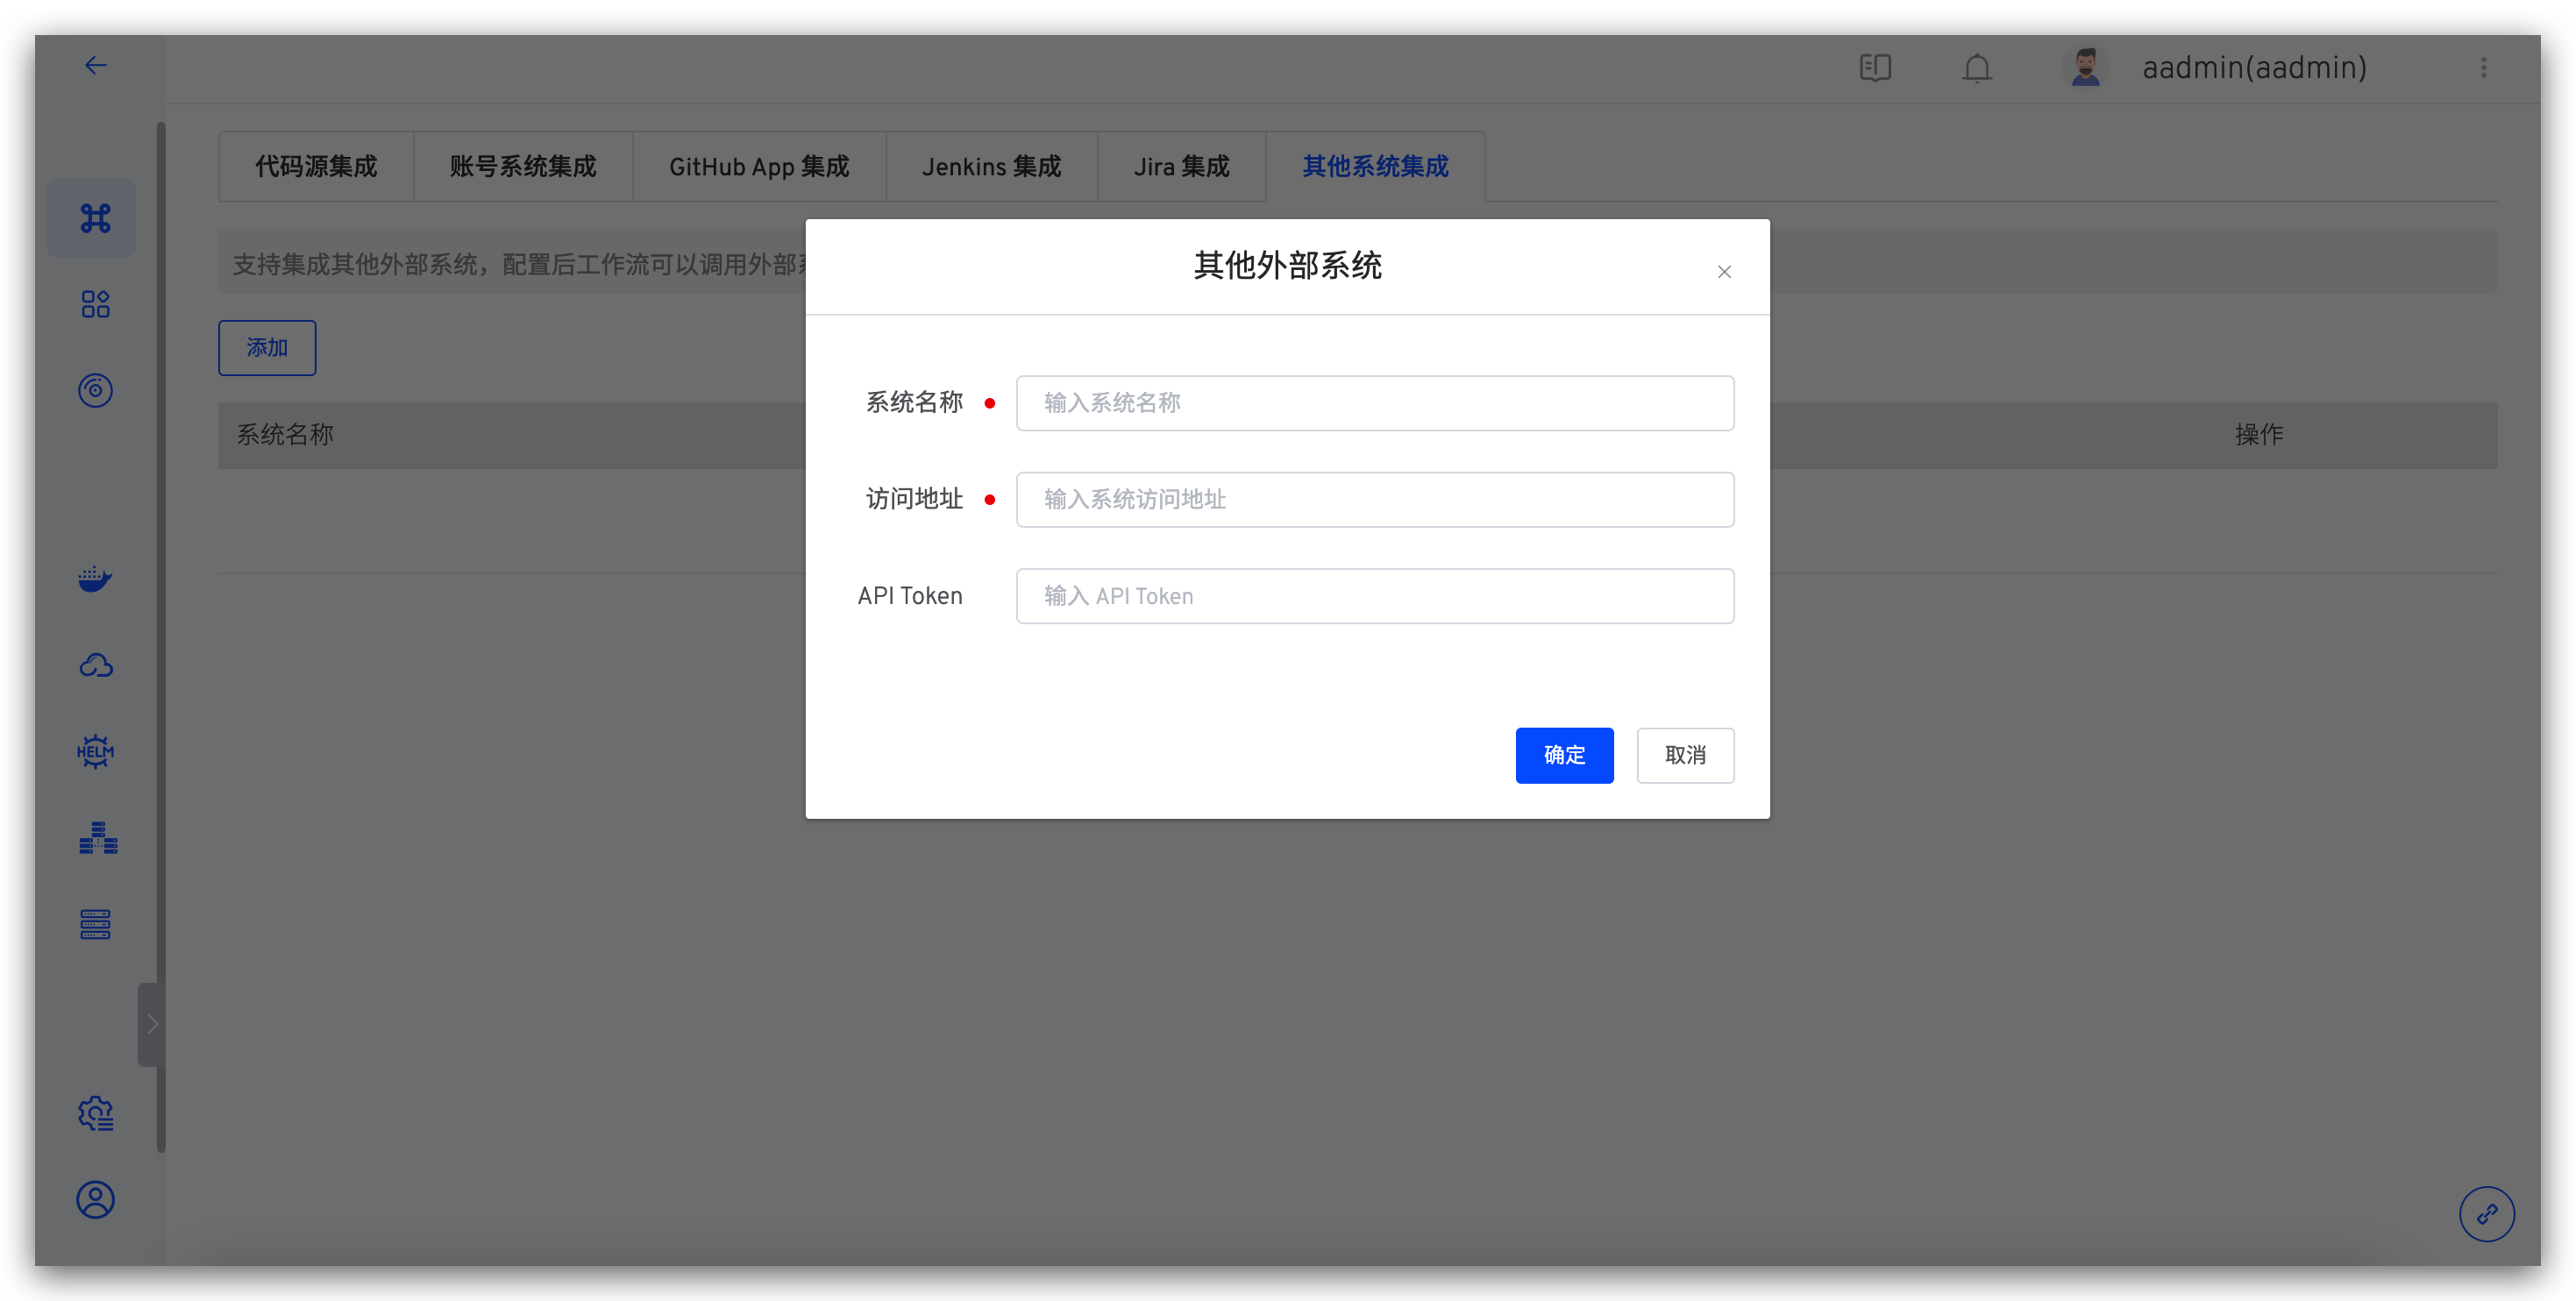 aadmin(aadmin)
代码源集成 账号系统集成 GitHub App 集成 Jenkins 集成 Jira 集成 其他系统集成
支持集成其他外部系统，配置后工作流可以调用外部
添加
系统名称 操作
其他外部系统
系统名称 输入系统名称
访问地址 输入系统访问地址
API Token 输入 API Token
确定 取消
HELM